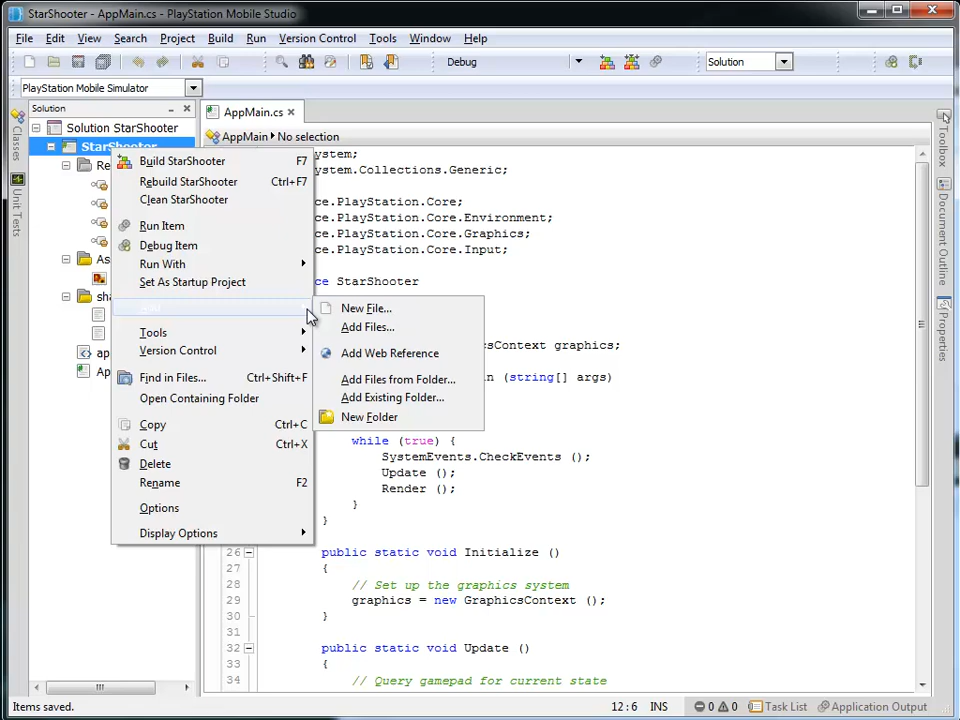 StarShooter - AppMain.cs - PlayStation Mobile Studio
File Edit View Search Project Build Run Version Control Tools Window Help
Debug
Solution
PlayStation Mobile Simulator
Solution
AppMain.cs
Classes
Unit Tests
Toolbox
Document Outline
Properties
Solution StarShooter
StarShooter
Re
As
sha
ap
Ap
AppMain No selection
ystem;
ystem.Collections.Generic;
ce.PlayStation.Core;
ce.PlayStation.Core.Environment;
ce.PlayStation.Core.Graphics;
ce.PlayStation.Core.Input;
ce StarShooter
sContext graphics;
n (string[] args)
while (true) {
SystemEvents.CheckEvents ();
Update ();
Render ();
}
}
26 public static void Initialize ()
27 {
28 // Set up the graphics system
29 graphics = new GraphicsContext ();
30 }
31
32 public static void Update ()
33 {
34 // Query gamepad for current state
Build StarShooter F7
Rebuild StarShooter Ctrl+F7
Clean StarShooter
Run Item
Debug Item
Run With
Set As Startup Project
Add
Tools
Version Control
Find in Files... Ctrl+Shift+F
Open Containing Folder
Copy Ctrl+C
Cut Ctrl+X
Delete
Rename F2
Options
Display Options
New File...
Add Files...
Add Web Reference
Add Files from Folder...
Add Existing Folder...
New Folder
Items saved.
12:6 INS 0 0 Task List Application Output